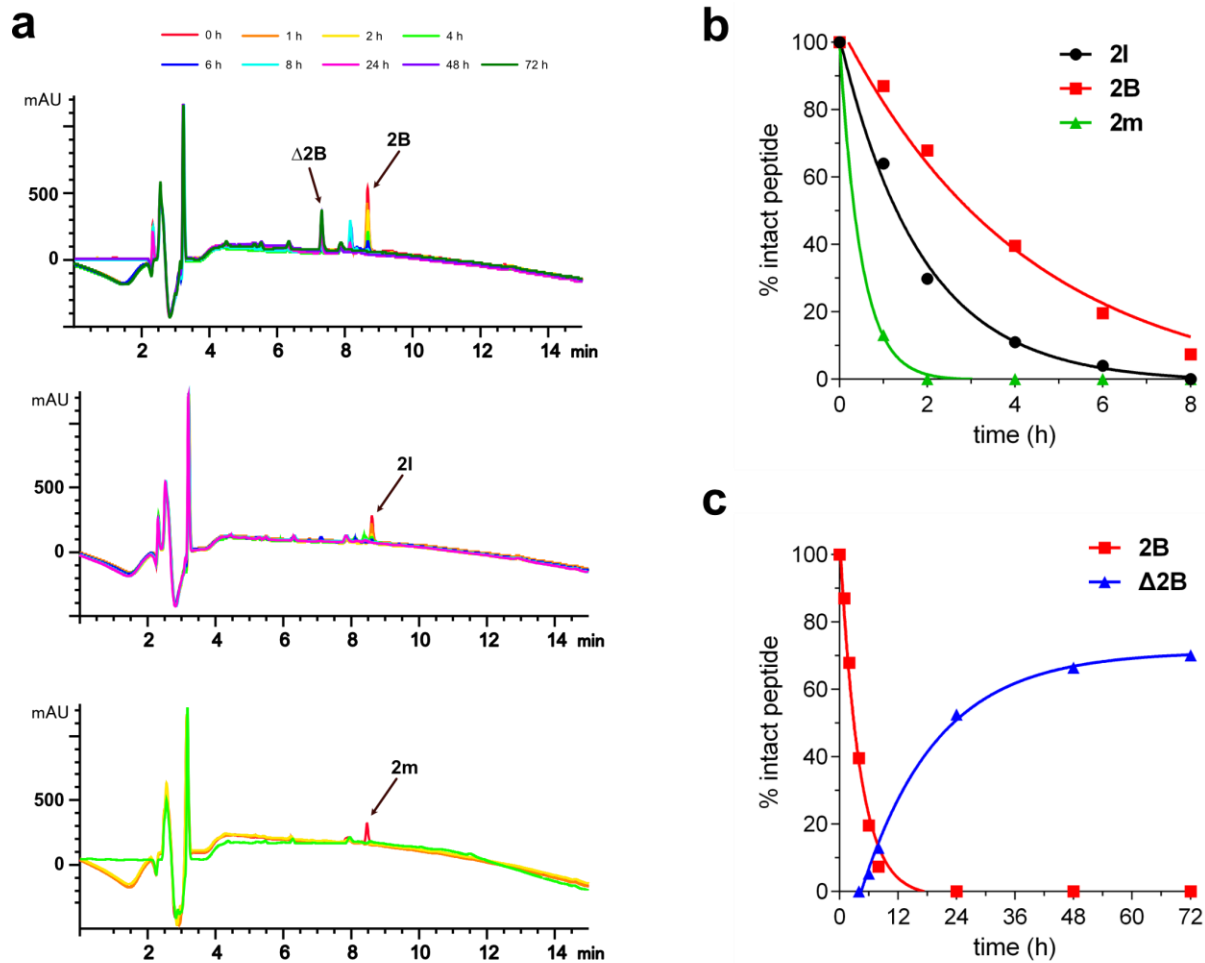 a
0 h 1 h 2 h 4 h
6 h 8 h 24 h 48 h 72 h
mAU
500
0
Δ2B
2B
2 4 6 8 10 12 14 min
mAU
500
0
2I
2 4 6 8 10 12 14 min
mAU
500
0
2m
2 4 6 8 10 12 14 min
b
% intact peptide
100
80
60
40
20
0
2I
2B
2m
0 2 4 6 8
time (h)
c
% intact peptide
100
80
60
40
20
0
2B
Δ2B
0 12 24 36 48 60 72
time (h)